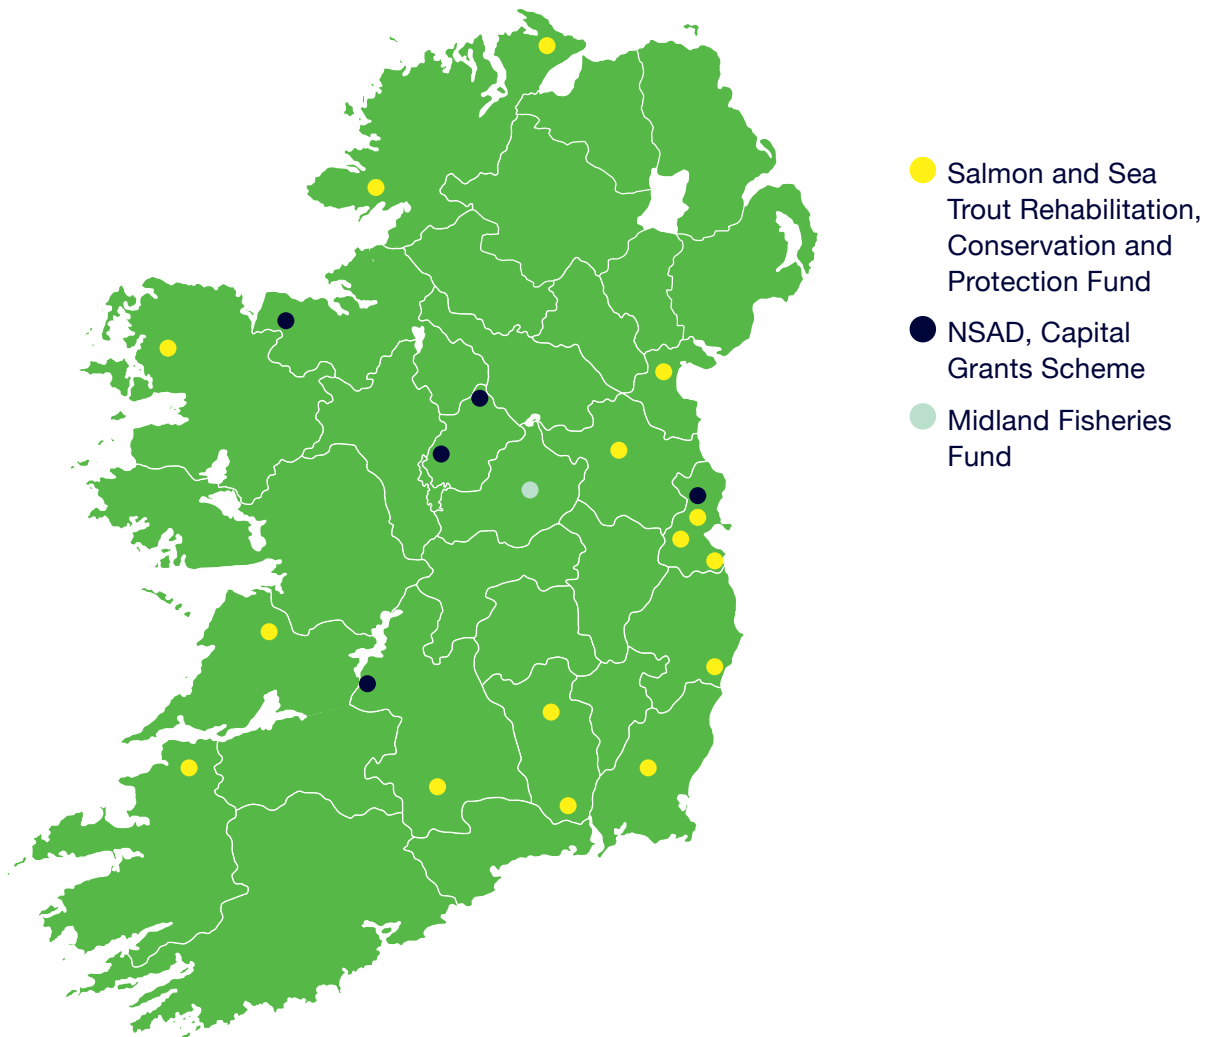 Salmon and Sea
Trout Rehabilitation,
Conservation and
Protection Fund
NSAD, Capital
Grants Scheme
Midland Fisheries
Fund